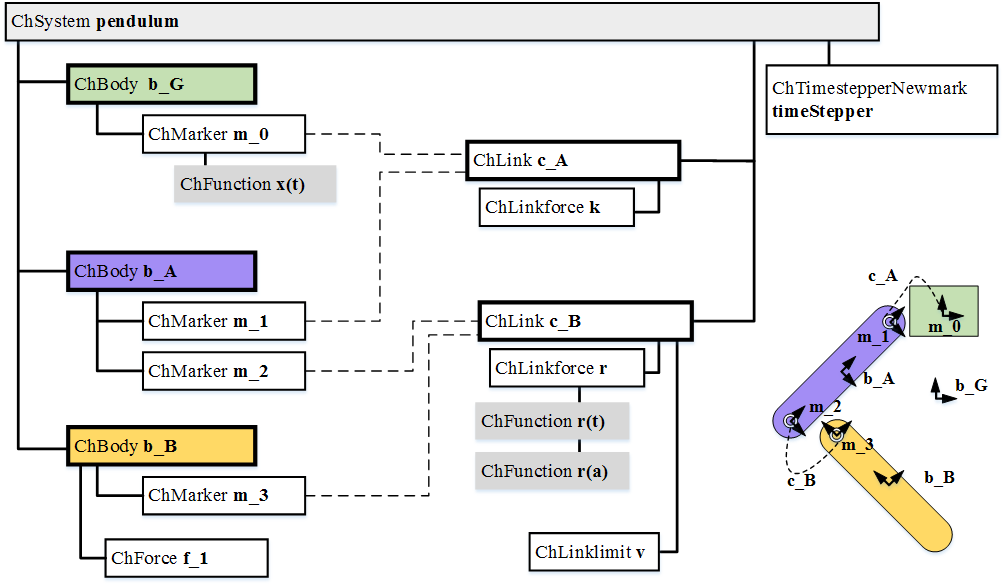 ChSystem pendulum
ChBody b_G
ChTimestepperNewmark
timeStepper
ChMarker m_0
ChLink c_A
ChFunction x(t)
ChLinkforce k
ChBody b_A
c_A
ChMarker m_1
ChLink c_B
m_0
m_1
ChMarker m_2
ChLinkforce r
b_A
b_G
m_2
ChFunction r(t)
ChBody b_B
m_3
ChFunction r(a)
c_B
b_B
ChMarker m_3
ChForce f_1
ChLinklimit v